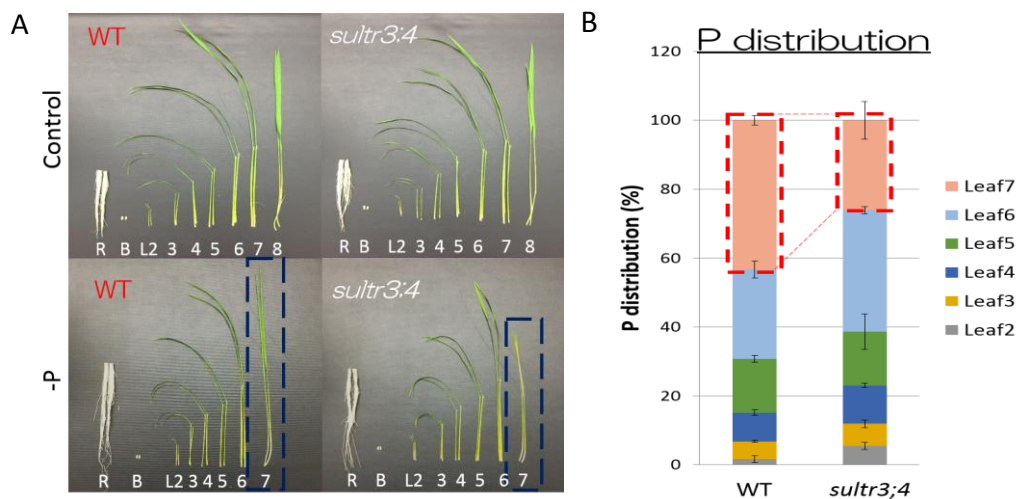 A
WT
sultr3:4
Control
R B L2 3 4 5 6 7 8
R B L2 3 4 5 6 7 8
WT
sultr3:4
-P
R B L2 3 4 5 6 7
R B L2 3 4 5 6 7
B
P distribution
P distribution (%)
120
100
80
60
40
20
0
WT
sultr3;4
Leaf7
Leaf6
Leaf5
Leaf4
Leaf3
Leaf2